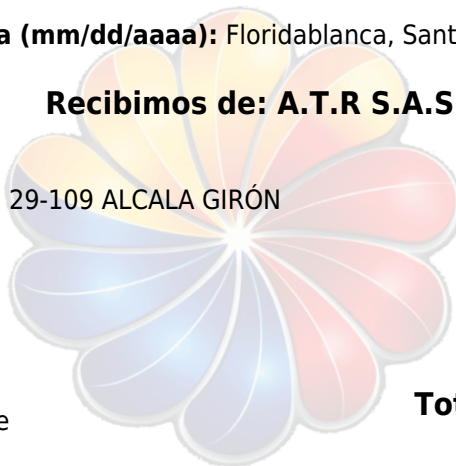 a (mm/dd/aaaa): Floridablanca, Sant
Recibimos de: A.T.R S.A.S
29-109 ALCALA GIRÓN
Tot
e